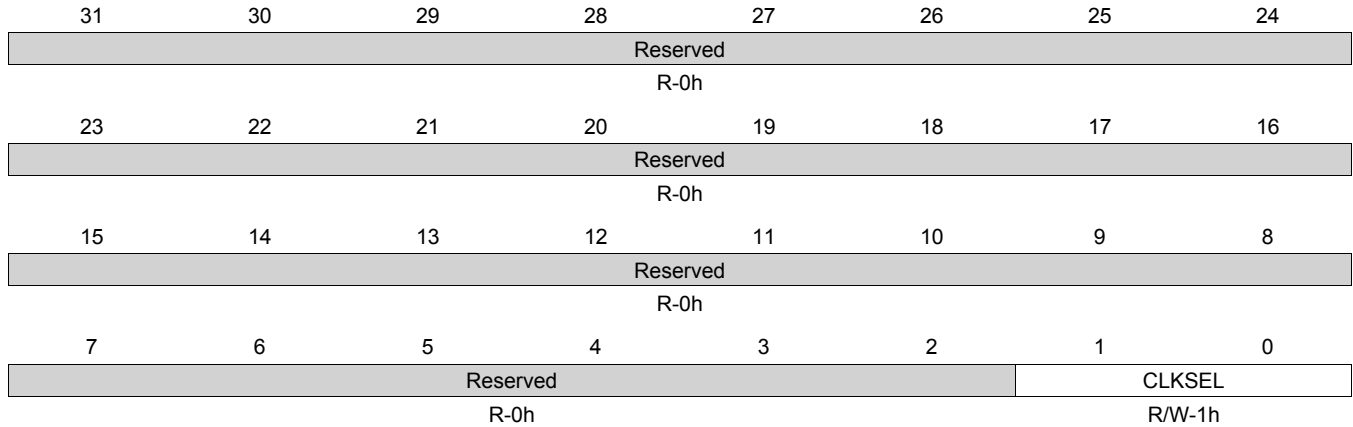 31 30 29 28 27 26 25 24
Reserved
R-0h
23 22 21 20 19 18 17 16
Reserved
R-0h
15 14 13 12 11 10 9 8
Reserved
R-0h
7 6 5 4 3 2 1 0
Reserved CLKSEL
R-0h R/W-1h